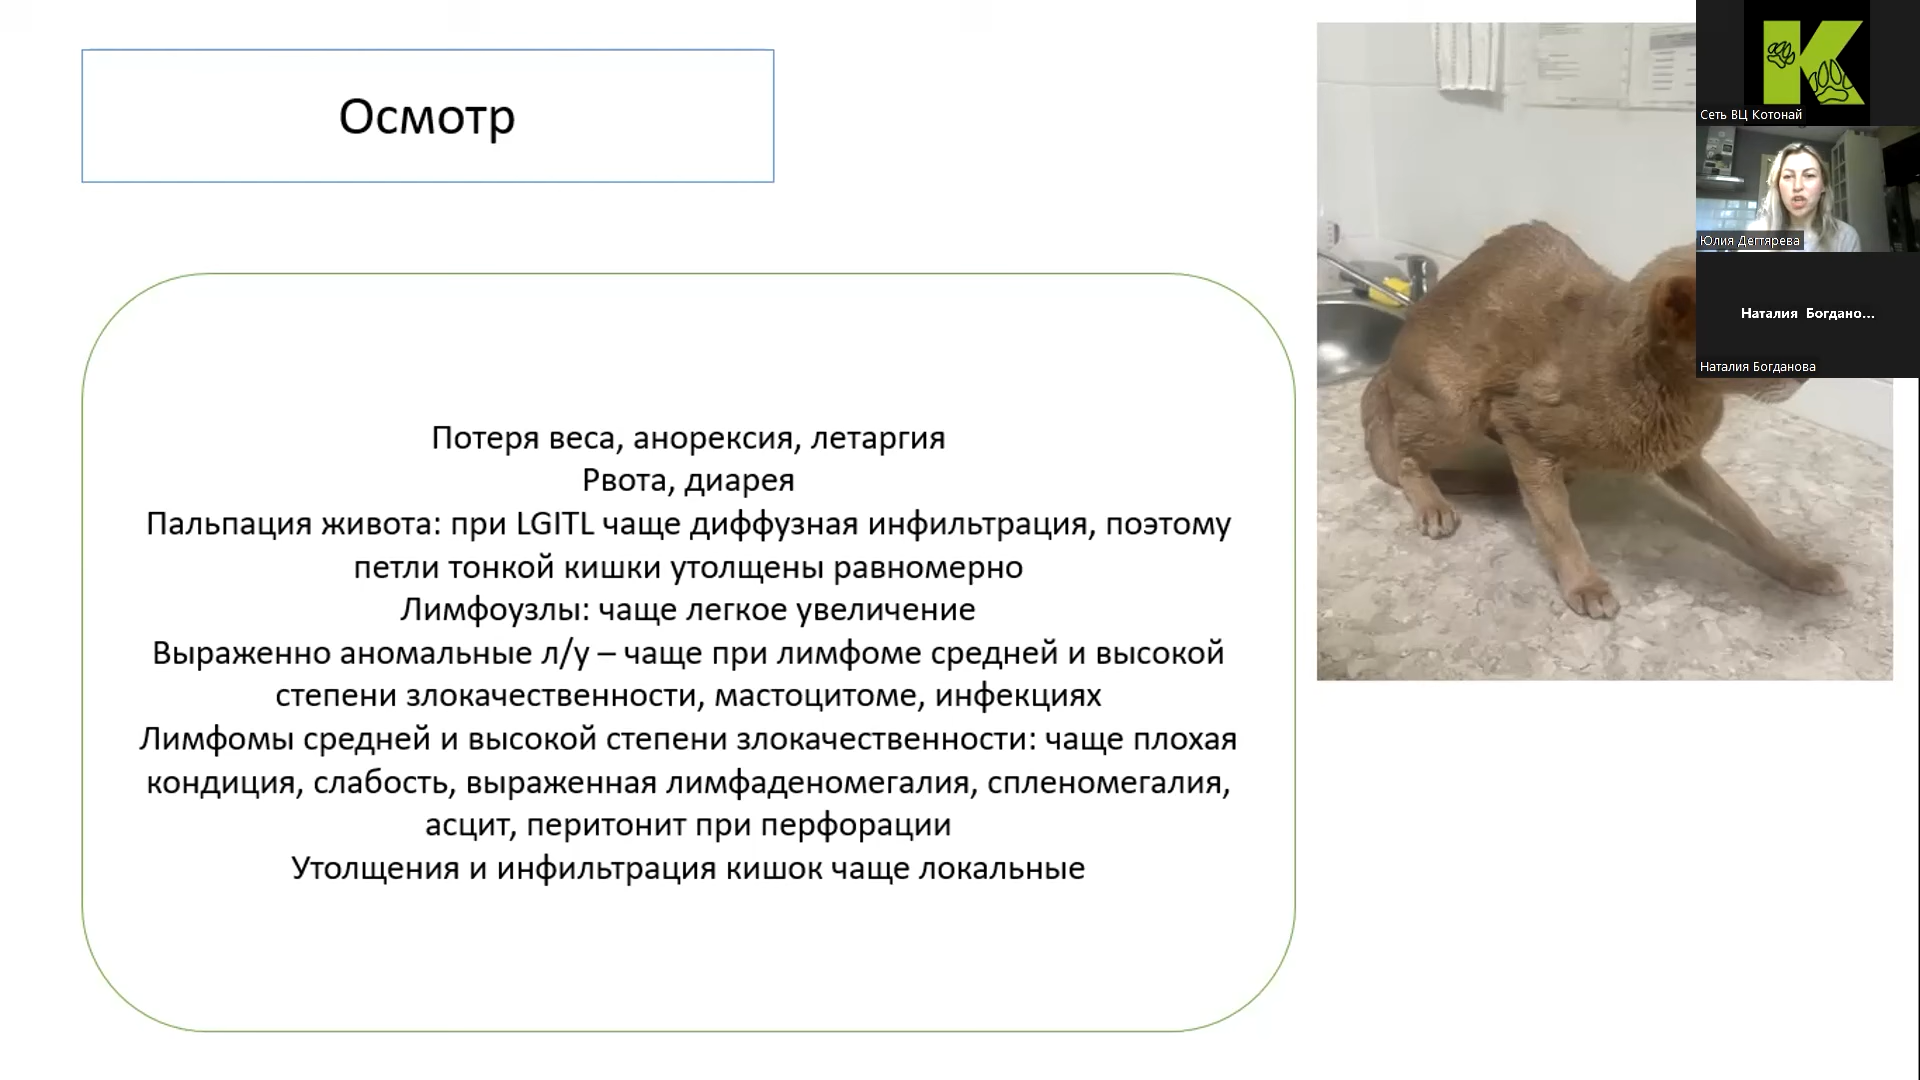 Осмотр
Потеря веса, анорексия, летаргия
Рвота, диарея
Пальпация живота: при LGITL чаще диффузная инфильтрация, поэтому
петли тонкой кишки утолщены равномерно
Лимфоузлы: чаще легкое увеличение
Выраженно аномальные л/у – чаще при лимфоме средней и высокой
степени злокачественности, мастоцитоме, инфекциях
Лимфомы средней и высокой степени злокачественности: чаще плохая
кондиция, слабость, выраженная лимфаденомегалия, спленомегалия,
асцит, перитонит при перфорации
Утолщения и инфильтрация кишок чаще локальные
K
Сеть ВЦ Котонай
Юлия Дегтярева
Наталия Богдано...
Наталия Богданова